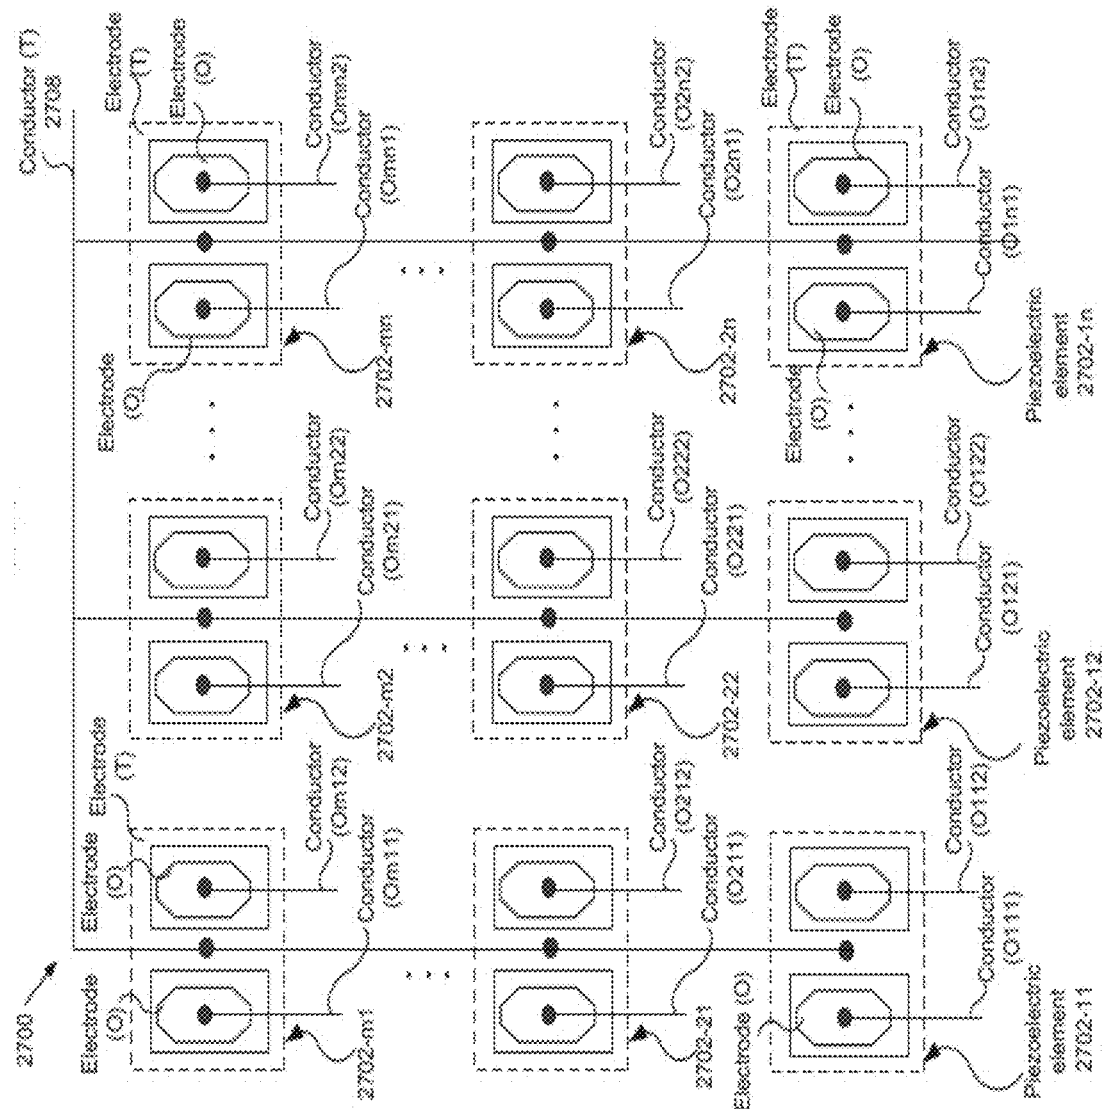 2700
Conductor (T)
2708
Electrode
(O)
Electrode
(O)
Electrode
(T)
Electrode
(O)
Electrode
(T)
Electrode
(O)
2702-m1
Conductor
(Om11)
Conductor
(Om12)
2702-m2
Conductor
(Om21)
Conductor
(Om22)
2702-mn
Conductor
(Omn1)
Conductor
(Omn2)
2702-21
Conductor
(O211)
Conductor
(O212)
2702-22
Conductor
(O221)
Conductor
(O222)
2702-2n
Conductor
(O2n1)
Conductor
(O2n2)
Electrode (O)
Electrode
(O)
Electrode
(T)
Electrode
(O)
Piezoelectric
element
2702-11
Conductor
(O111)
Conductor
(O112)
Piezoelectric
element
2702-12
Conductor
(O121)
Conductor
(O122)
Piezoelectric
element
2702-1n
Conductor
(O1n1)
Conductor
(O1n2)